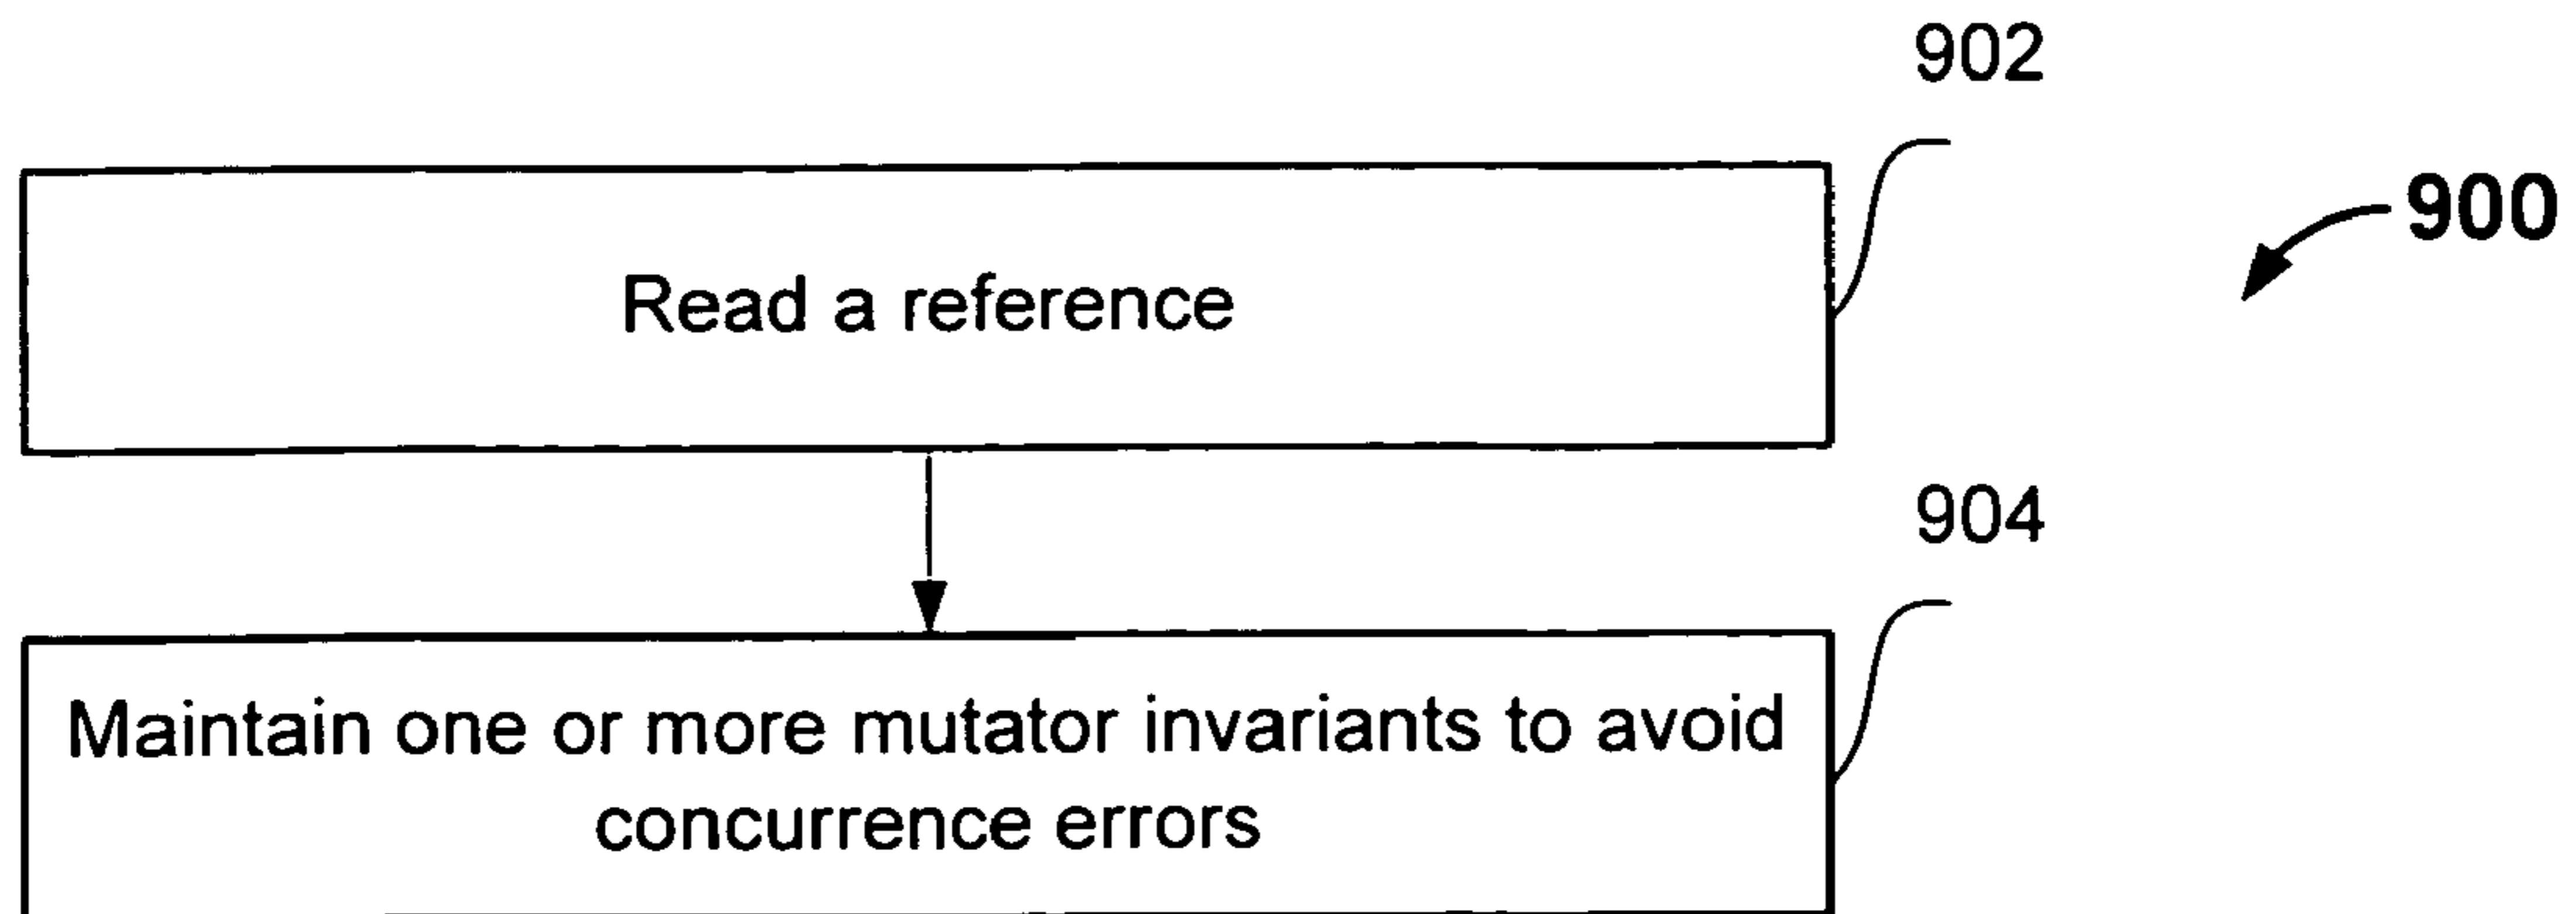 902
900
Read a reference
904
Maintain one or more mutator invariants to avoid
concurrence errors